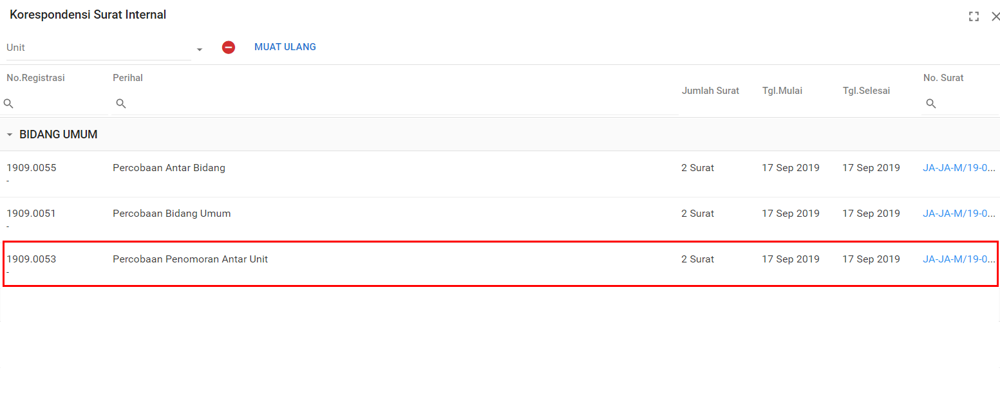 Korespondensi Surat Internal
Unit MUAT ULANG
No.Registrasi Perihal Jumlah Surat Tgl.Mulai Tgl.Selesai No. Surat
BIDANG UMUM
1909.0055 Percobaan Antar Bidang 2 Surat 17 Sep 2019 17 Sep 2019 JA-JA-M/19-0...
-
1909.0051 Percobaan Bidang Umum 2 Surat 17 Sep 2019 17 Sep 2019 JA-JA-M/19-0...
-
1909.0053 Percobaan Penomoran Antar Unit 2 Surat 17 Sep 2019 17 Sep 2019 JA-JA-M/19-0...
-